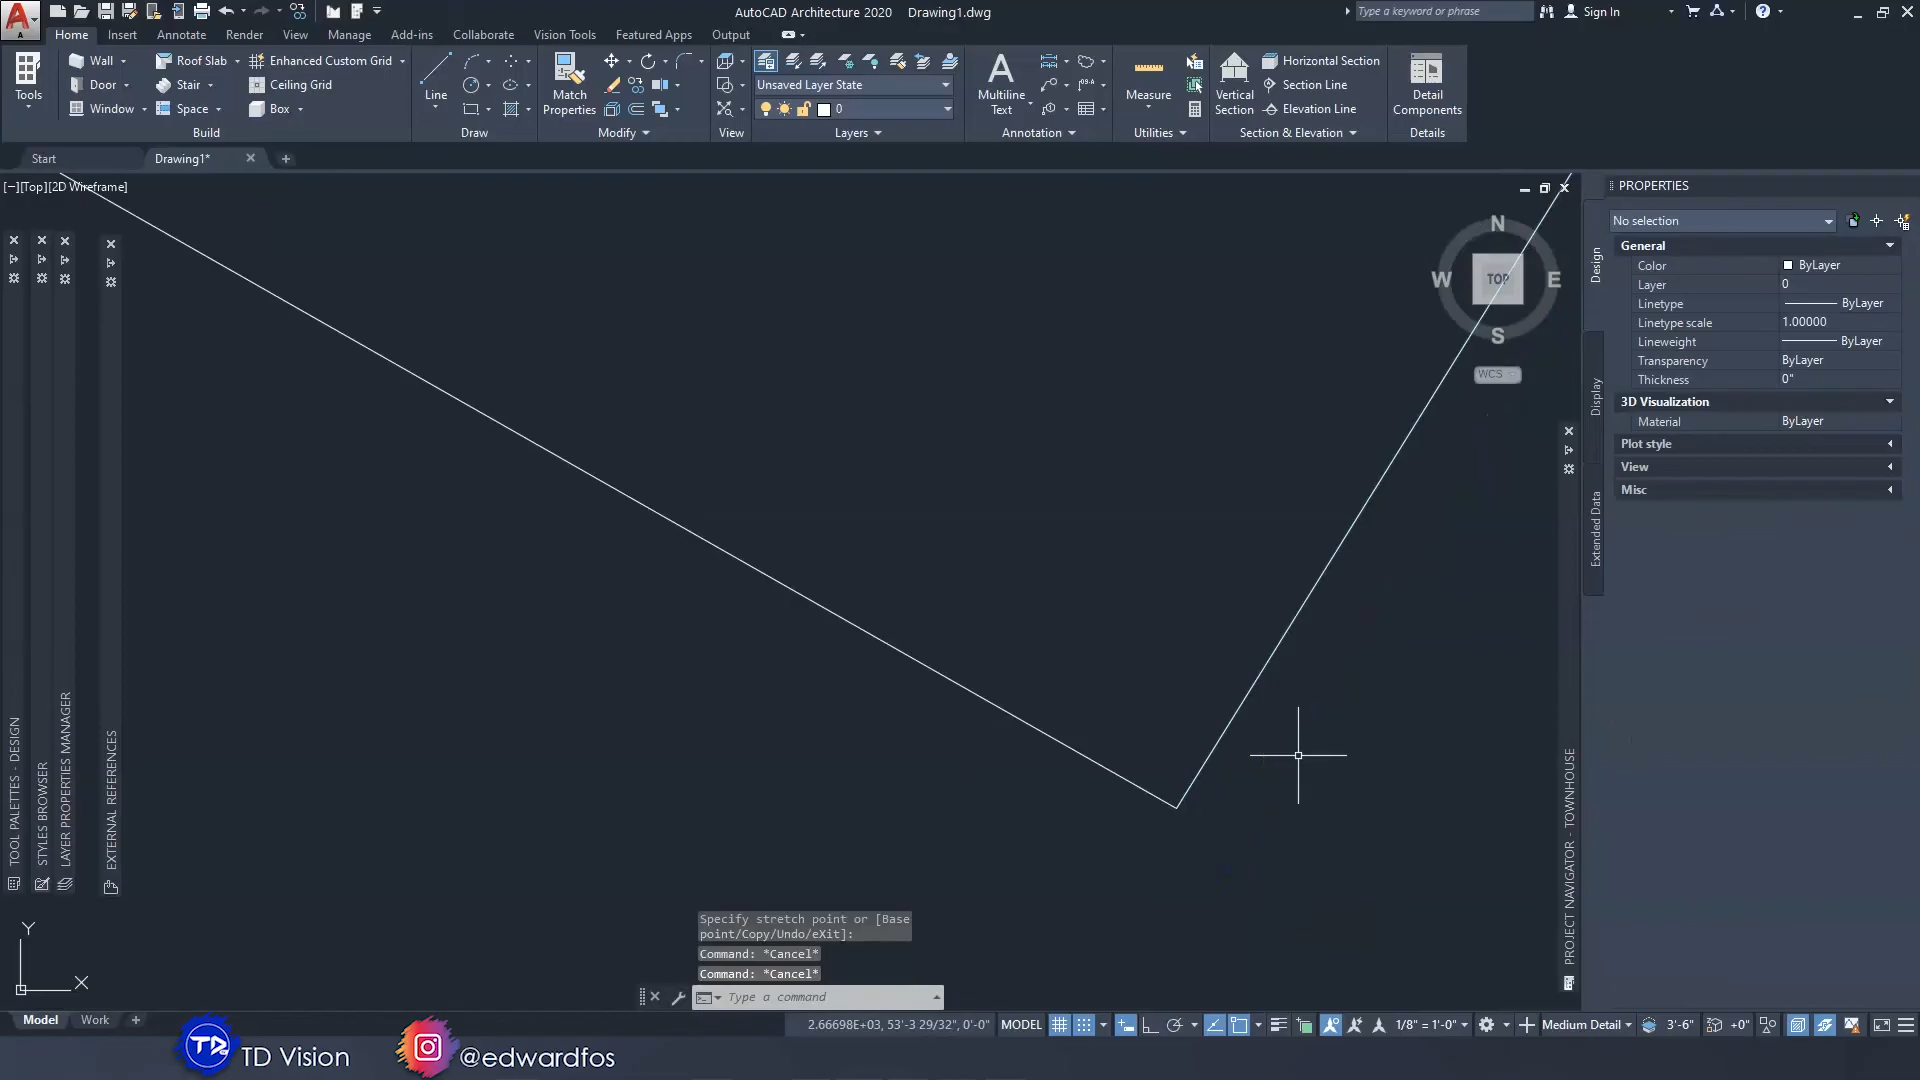 AutoCAD Architecture 2020 Drawing1.dwg
Type a keyword or phrase
Sign In
Home Insert Annotate Render View Manage Add-ins Collaborate Vision Tools Featured Apps Output
Tools
Wall
Door
Window
Roof Slab
Stair
Space
Enhanced Custom Grid
Ceiling Grid
Box
Build
Line
Draw
Match
Properties
Modify
View
Unsaved Layer State
0
Layers
Multiline
Text
Annotation
Measure
Utilities
Vertical
Section
Horizontal Section
Section Line
Elevation Line
Section & Elevation
Detail
Components
Details
Start
Drawing1*
[−][Top][2D Wireframe]
N
W
TOP
E
S
WCS
TOOL PALETTES - DESIGN
STYLES BROWSER
LAYER PROPERTIES MANAGER
EXTERNAL REFERENCES
PROJECT NAVIGATOR - TOWNHOUSE
PROPERTIES
No selection
Design
Display
Extended Data
General
Color ByLayer
Layer 0
Linetype ByLayer
Linetype scale 1.00000
Lineweight ByLayer
Transparency ByLayer
Thickness 0"
3D Visualization
Material ByLayer
Plot style
View
Misc
Y
X
Specify stretch point or [Base
point/Copy/Undo/eXit]:
Command: *Cancel*
Command: *Cancel*
Type a command
Model Work
2.66698E+03, 53'-3 29/32", 0'-0" MODEL 1/8" = 1'-0" Medium Detail 3'-6" +0"
TD TD Vision @edwardfos